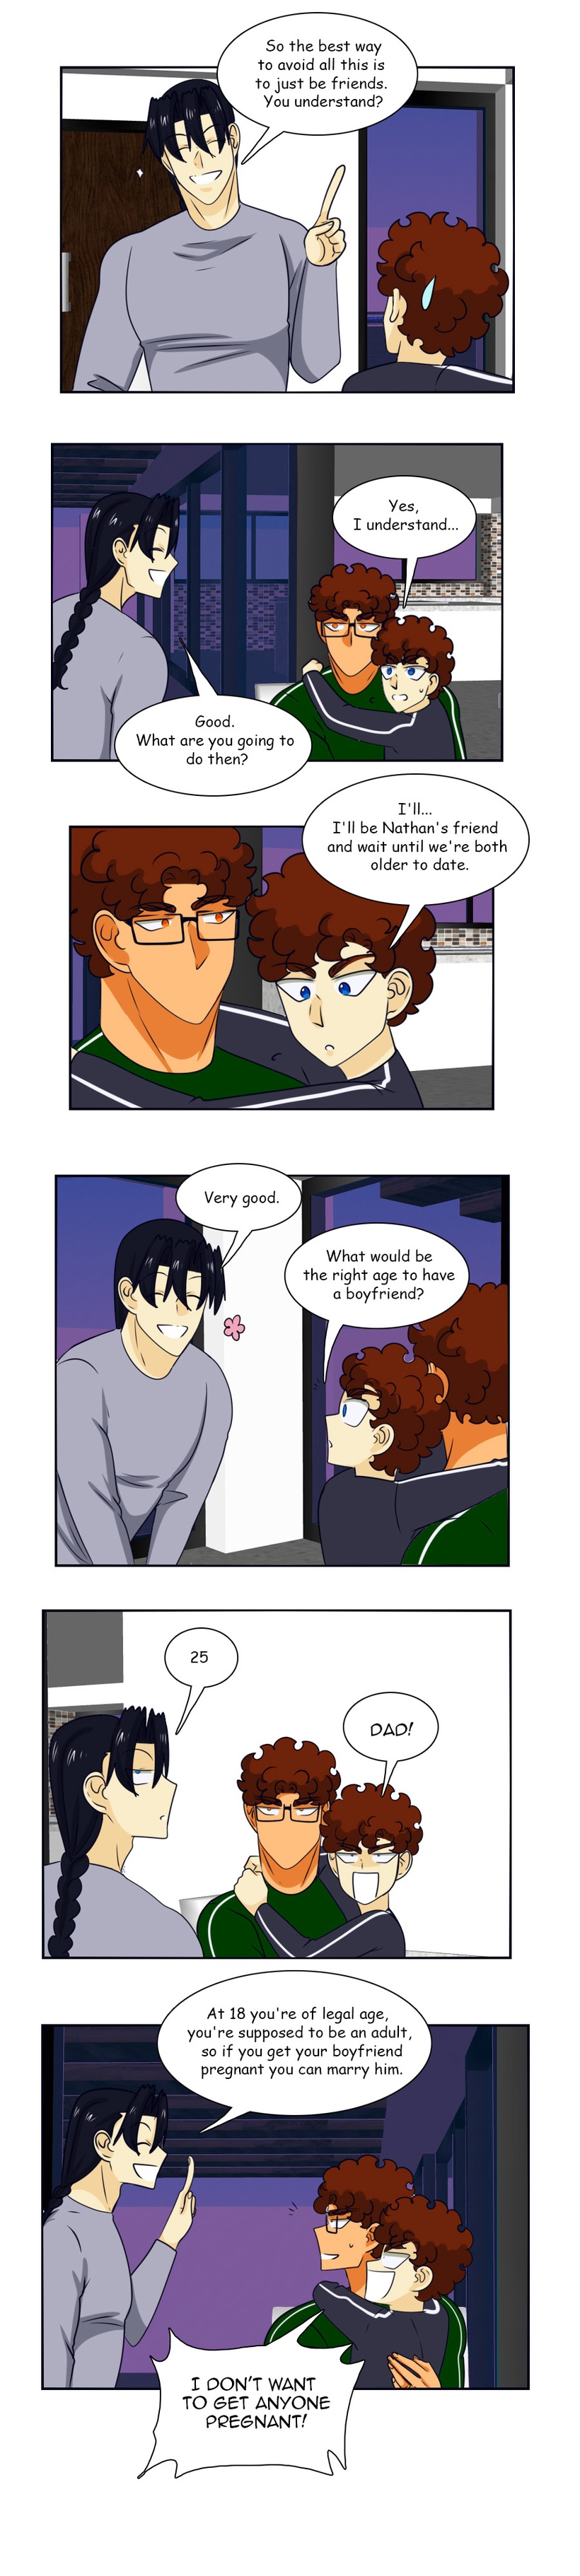 So the best way
to avoid all this is
to just be friends.
You understand?
Yes,
I understand...
Good.
What are you going to
do then?
I'll...
I'll be Nathan's friend
and wait until we're both
older to date.
Very good.
What would be
the right age to have
a boyfriend?
25
DAD!
At 18 you're of legal age,
you're supposed to be an adult,
so if you get your boyfriend
pregnant you can marry him.
I DON'T WANT
TO GET ANYONE
PREGNANT!